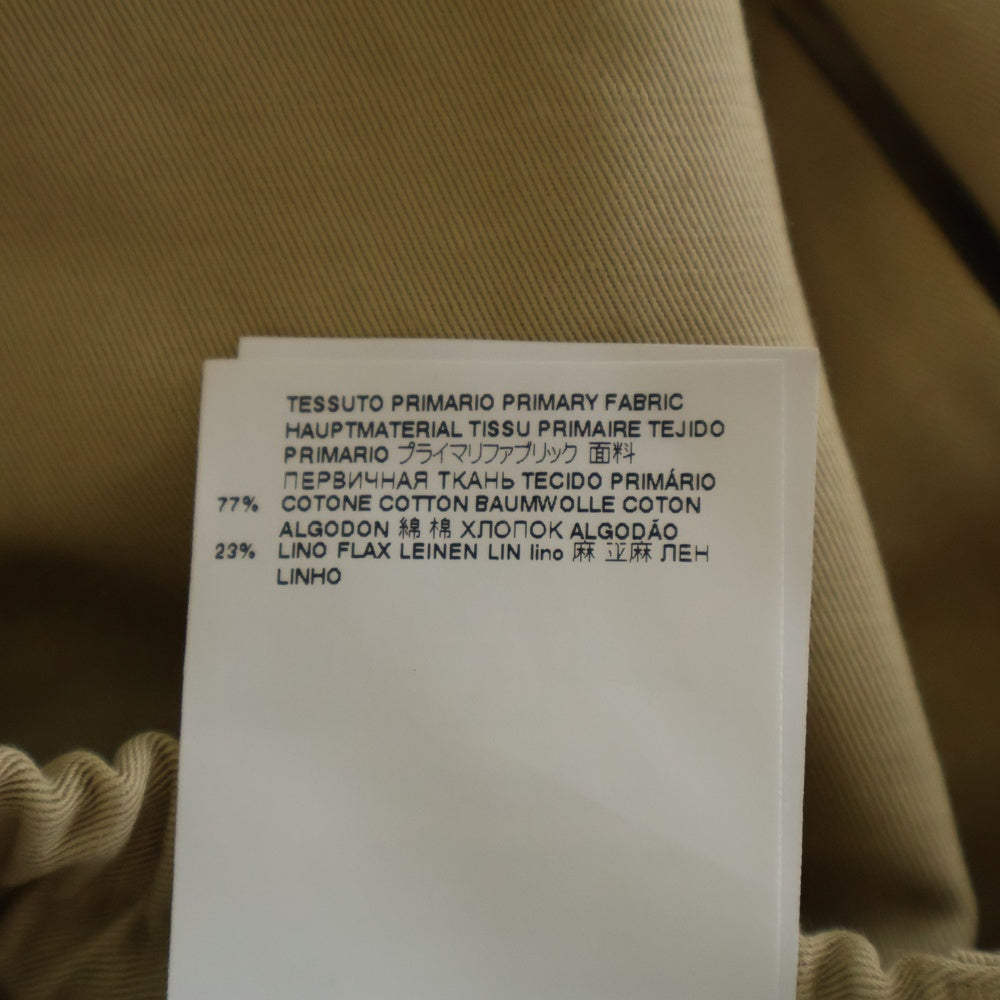 TESSUTO PRIMARIO PRIMARY FABRIC
HAUPTMATERIAL TISSU PRIMAIRE TEJIDO
PRIMARIO プライマリファブリック 面料
ПЕРВИЧНАЯ ТКАНЬ TECIDO PRIMÁRIO
77% COTONE COTTON BAUMWOLLE COTON
ALGODON 綿 棉 ХЛОПОК ALGODÃO
23% LINO FLAX LEINEN LIN lino 麻 亚麻 ЛЕН
LINHO